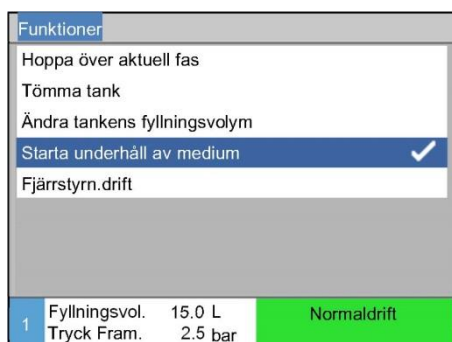 Funktioner
Hoppa över aktuell fas
Tömma tank
Ändra tankens fyllningsvolym
Starta underhåll av medium
Fjärrstyrn.drift
1
Fyllningsvol. 15.0 L
Tryck Fram. 2.5 bar
Normaldrift